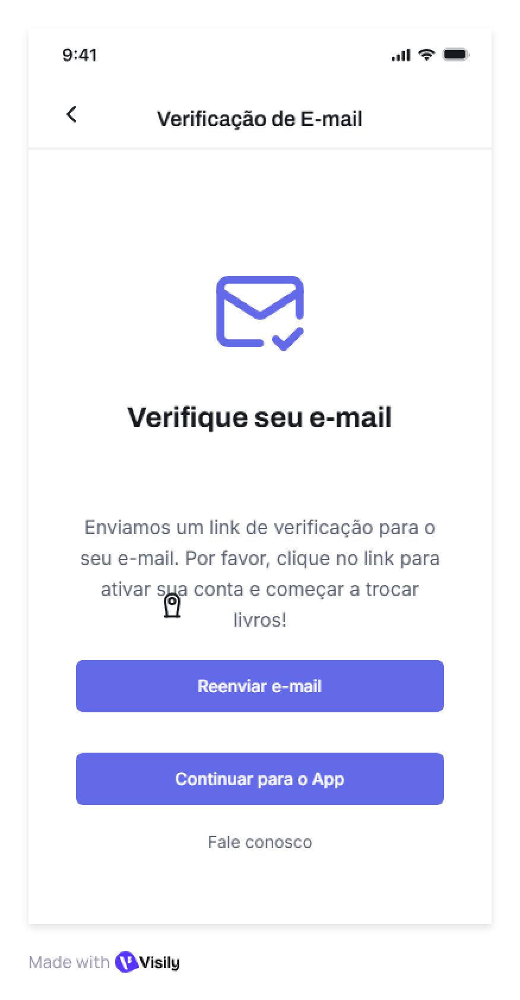 9:41
Verificação de E-mail
Verifique seu e-mail
Enviamos um link de verificação para o
seu e-mail. Por favor, clique no link para
ativar sua conta e começar a trocar
livros!
Reenviar e-mail
Continuar para o App
Fale conosco
Made with Visily